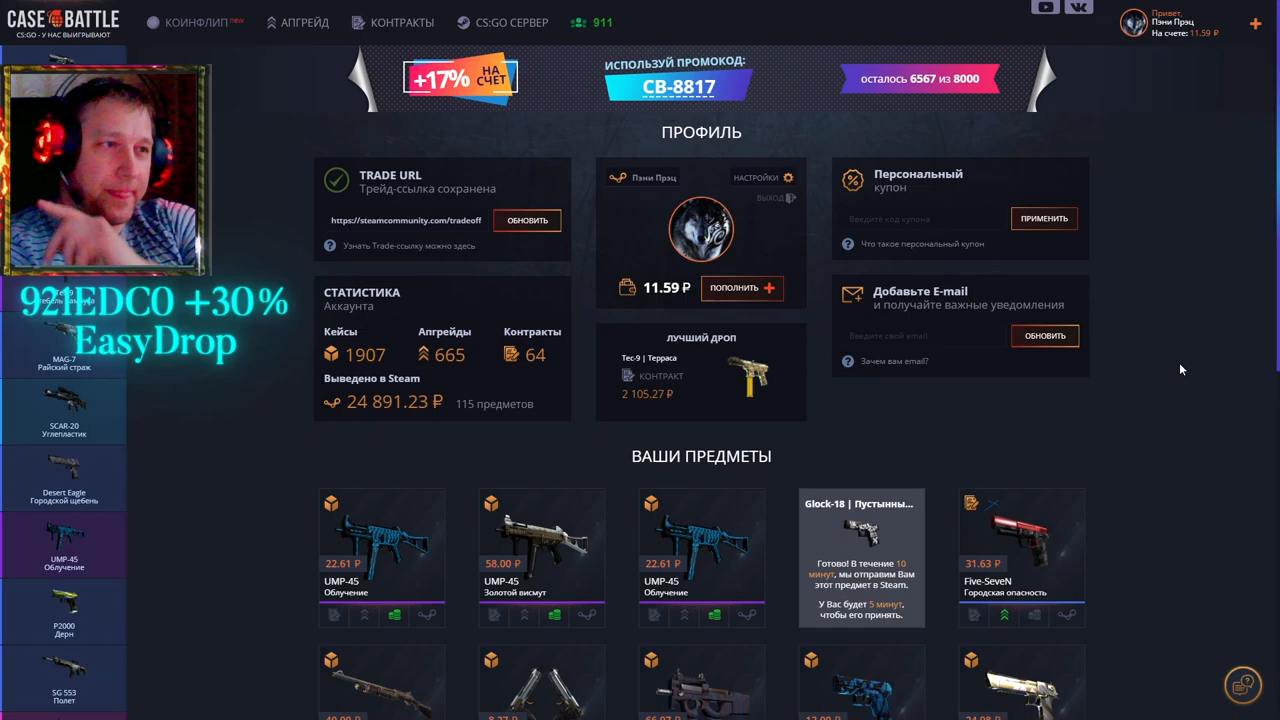 CASE BATTLE
CS:GO - У НАС ВЫИГРЫВАЮТ
КОИНФЛИП new
АПГРЕЙД
КОНТРАКТЫ
CS:GO СЕРВЕР
911
Привет,
Пэни Прэц
На счете: 11.59 ₽
+17% НА СЧЕТ
ИСПОЛЬЗУЙ ПРОМОКОД:
CB-8817
осталось 6567 из 8000
ПРОФИЛЬ
TRADE URL
Трейд-ссылка сохранена
https://steamcommunity.com/tradeoff
ОБНОВИТЬ
Узнать Trade-ссылку можно здесь
Пэни Прэц
НАСТРОЙКИ
ВЫХОД
11.59 ₽
ПОПОЛНИТЬ
Персональный
купон
Введите код купона
ПРИМЕНИТЬ
Что такое персональный купон
СТАТИСТИКА
Аккаунта
Кейсы
Апгрейды
Контракты
1907
665
64
Выведено в Steam
24 891.23 ₽
115 предметов
ЛУЧШИЙ ДРОП
Tec-9 | Терраса
КОНТРАКТ
2 105.27 ₽
Добавьте E-mail
и получайте важные уведомления
Введите свой email
ОБНОВИТЬ
Зачем вам email?
921EDC0 +30%
EasyDrop
MAG-7
Райский страж
SCAR-20
Углепластик
Desert Eagle
Городской щебень
UMP-45
Облучение
P2000
Дерн
SG 553
Полет
ВАШИ ПРЕДМЕТЫ
22.61 ₽
UMP-45
Облучение
58.00 ₽
UMP-45
Золотой висмут
22.61 ₽
UMP-45
Облучение
Glock-18 | Пустынны...
Готово! В течение 10
минут, мы отправим Вам
этот предмет в Steam.
У Вас будет 5 минут,
чтобы его принять.
31.63 ₽
Five-SeveN
Городская опасность